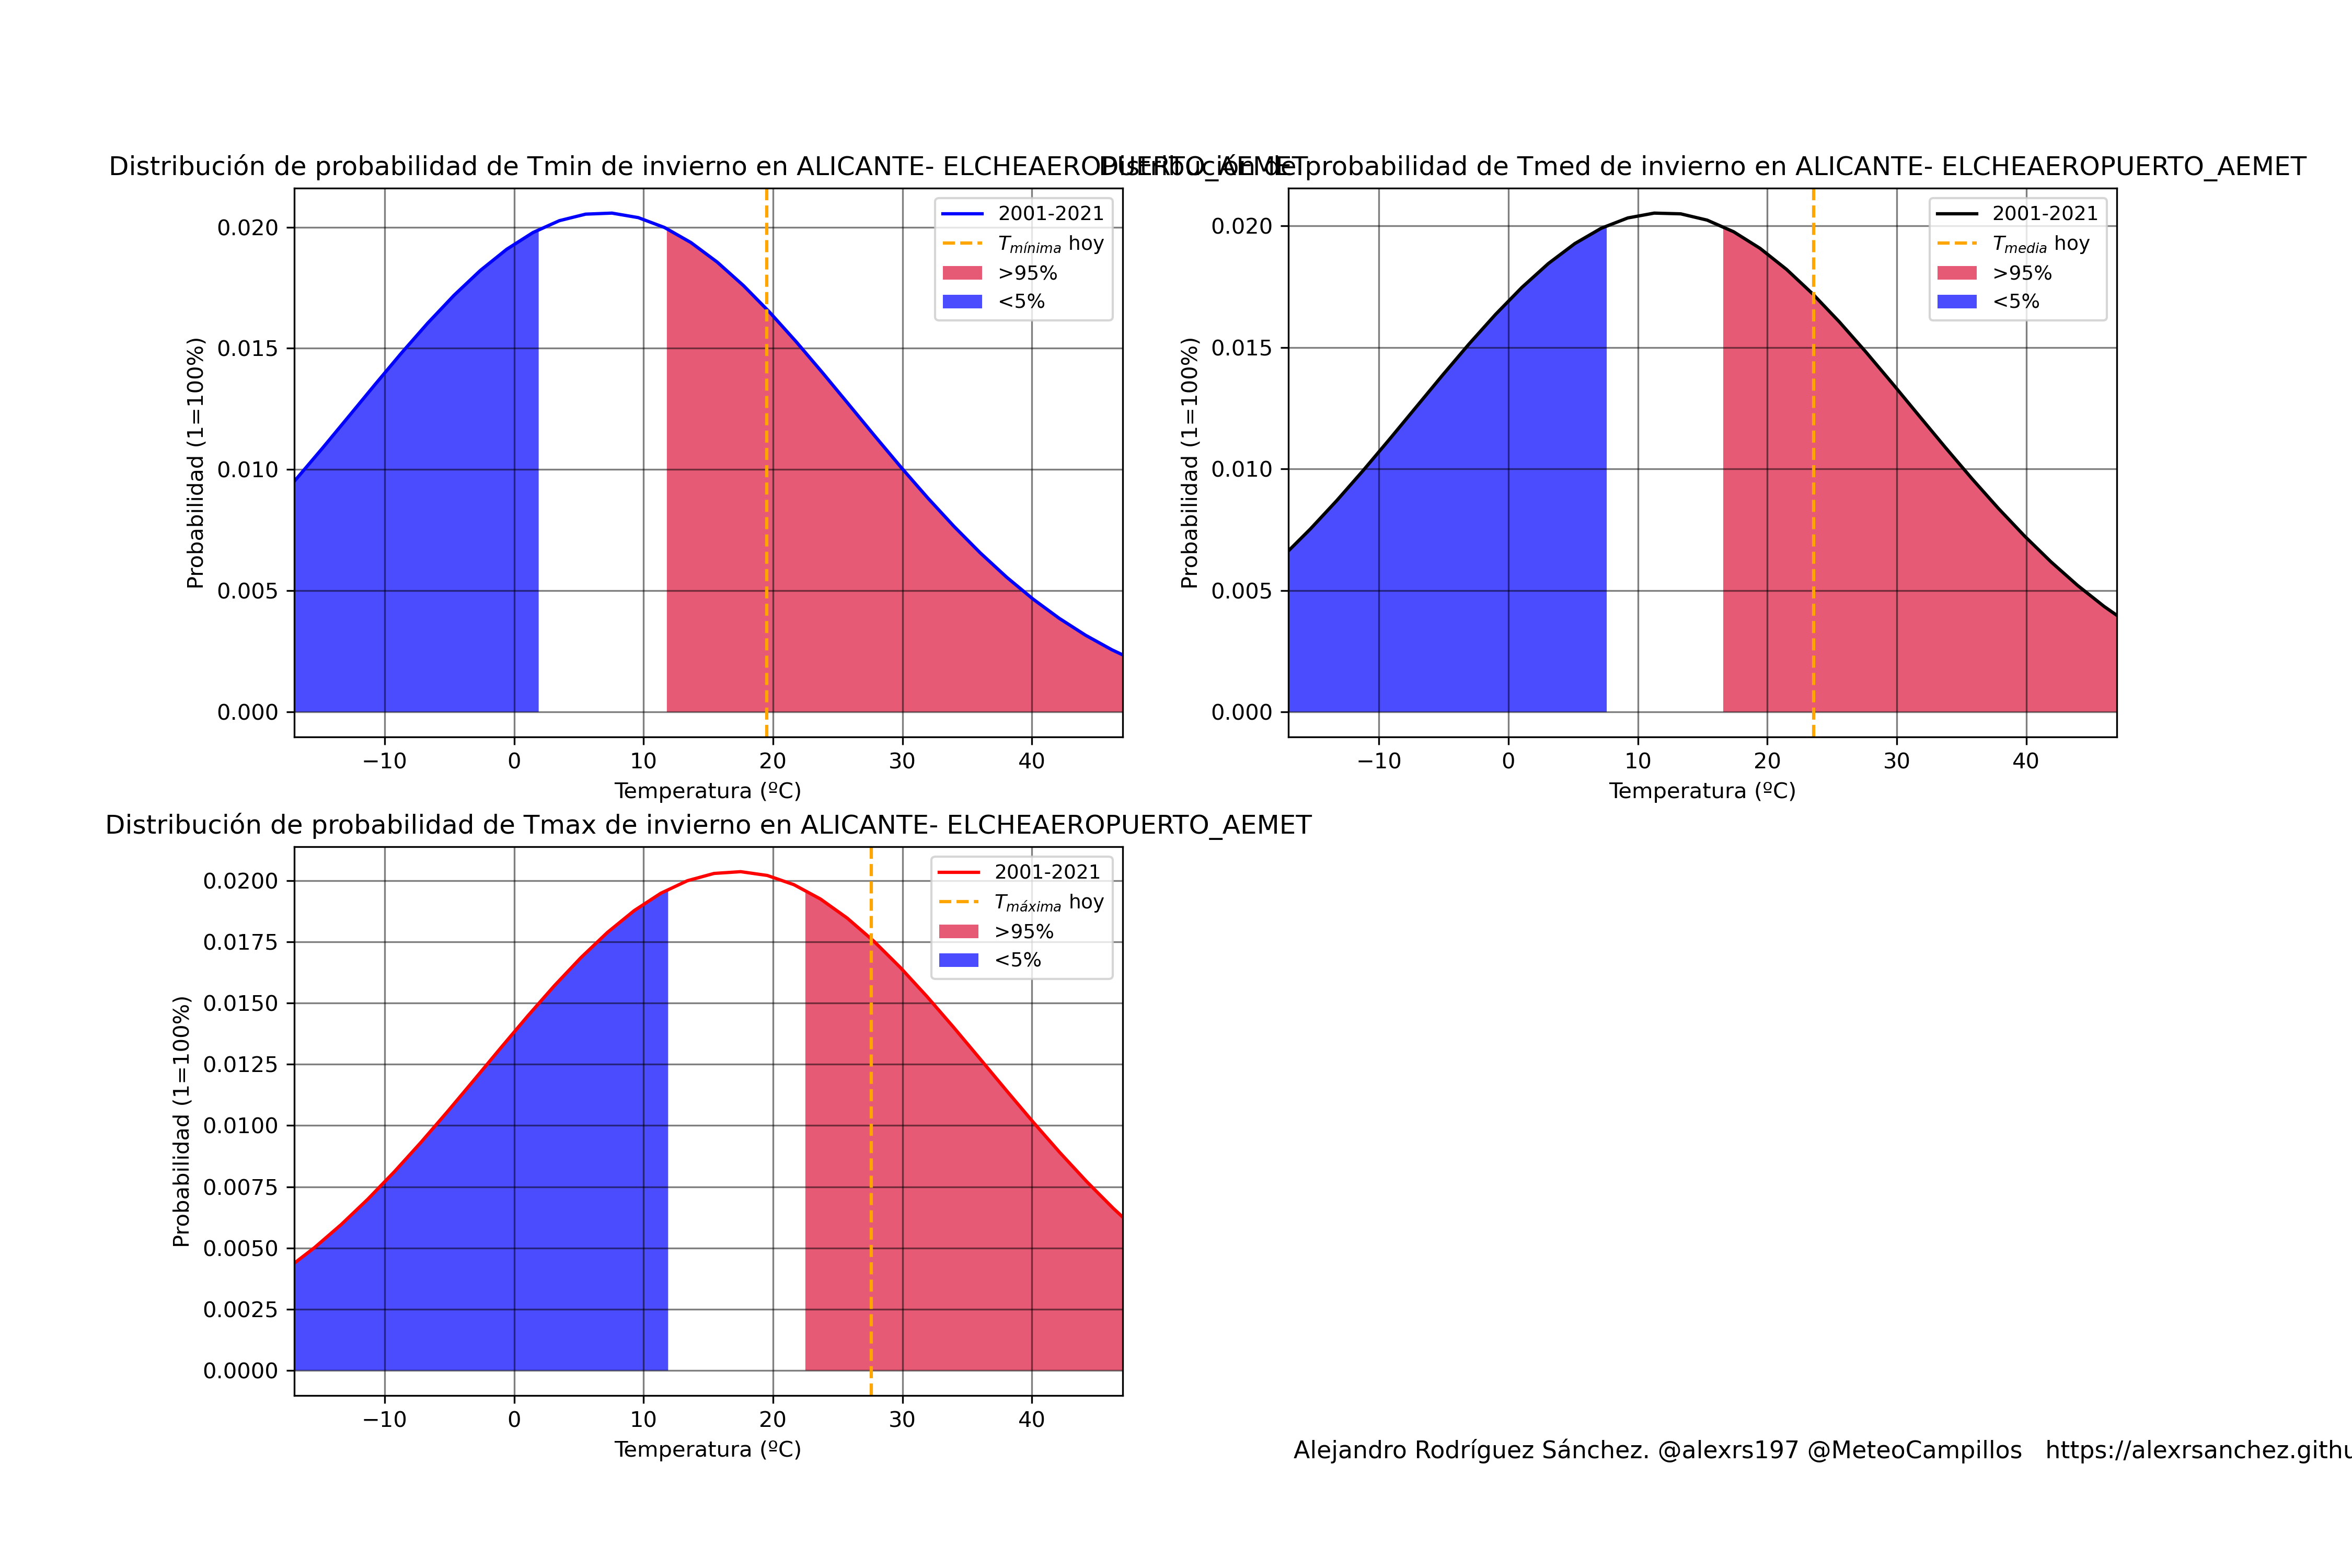 Distribución de probabilidad de Tmin de invierno en ALICANTE- ELCHEAEROPUERTO_AEMET
0.020
0.015
0.010
0.005
0.000
Probabilidad (1=100%)
2001-2021
Tmínima hoy
>95%
<5%
−10 0 10 20 30 40
Temperatura (ºC)
Distribución de probabilidad de Tmed de invierno en ALICANTE- ELCHEAEROPUERTO_AEMET
0.020
0.015
0.010
0.005
0.000
Probabilidad (1=100%)
2001-2021
Tmedia hoy
>95%
<5%
−10 0 10 20 30 40
Temperatura (ºC)
Distribución de probabilidad de Tmax de invierno en ALICANTE- ELCHEAEROPUERTO_AEMET
0.0200
0.0175
0.0150
0.0125
0.0100
0.0075
0.0050
0.0025
0.0000
Probabilidad (1=100%)
2001-2021
Tmáxima hoy
>95%
<5%
−10 0 10 20 30 40
Temperatura (ºC)
Alejandro Rodríguez Sánchez. @alexrs197 @MeteoCampillos https://alexrsanchez.githu